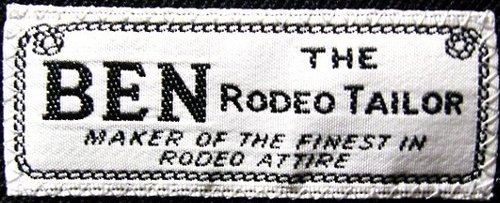 BEN THE
RODEO TAILOR
MAKER OF THE FINEST IN
RODEO ATTIRE